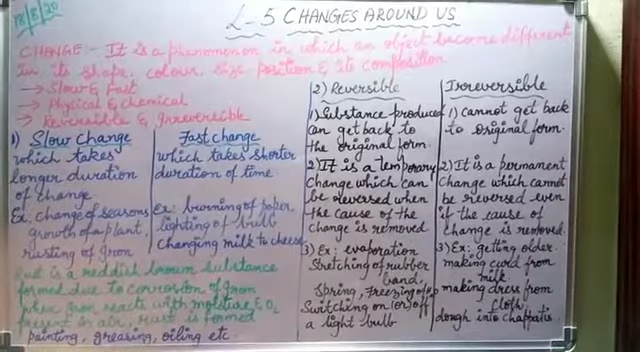 18/8/20
L-5 CHANGES AROUND US
CHANGE:- It is a phenomenon in which an object become different
in its shape, colour, size position & its composition
→ Slow & Fast
→ Physical & chemical
→ Reversible & Irreversible
1) Slow change
which takes
longer duration
of change.
Ex: change of seasons
growth of a plant,
rusting of iron
Fast change
which takes shorter
duration of time
Ex: burning of paper,
lighting of bulb
changing milk to cheese
Rust is a reddish brown substance
formed due to corrosion of iron
when iron reacts with moisture & O2
present in air, rust is formed
painting, greasing, oiling etc.
2) Reversible
1) Substance produced
can get back to
the original form.
2) It is a temporary
change which can
be reversed when
the cause of the
change is removed
3) Ex: evaporation
Stretching of rubber
band,
spring, freezing of
Switching on (or) off
a light bulb
Irreversible
1) cannot get back
to original form.
2) It is a permanent
change which cannot
be reversed even
if the cause of
change is removed.
3) Ex: getting older.
making curd from
milk
making dress from
cloth.
dough into chappatis